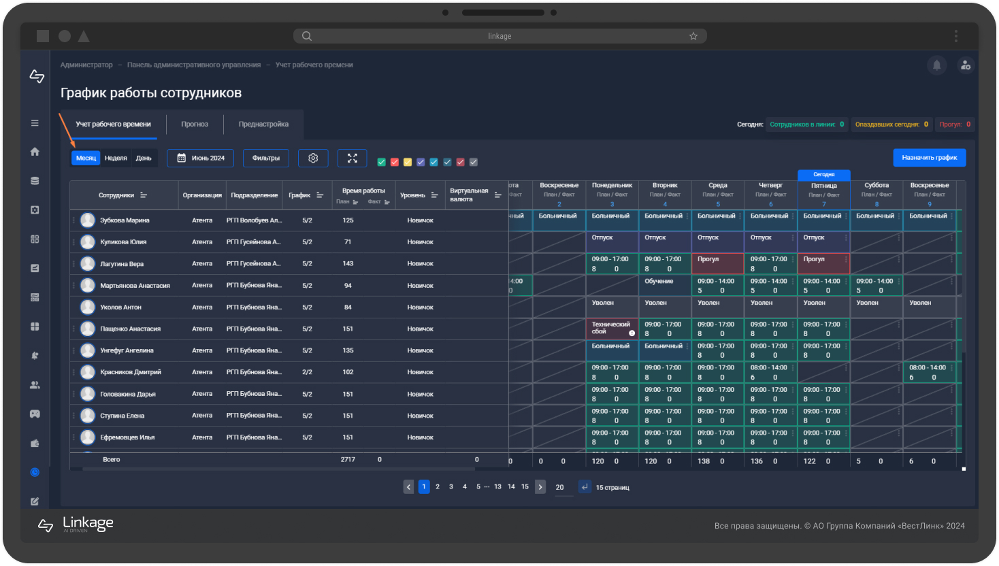 linkage
Администратор – Панель административного управления – Учет рабочего времени
График работы сотрудников
Учет рабочего времени Прогноз Преднастройка
Сегодня: Сотрудников в линии: 0 Опаздавших сегодня: 0 Прогул: 0
Месяц Неделя День Июнь 2024 Фильтры Назначить график
Сегодня
Сотрудники Организация Подразделение График Время работы План Факт Уровень Виртуальная валюта
ота Воскресенье Понедельник Вторник Среда Четверг Пятница Суббота Воскресенье
Факт План / Факт План / Факт План / Факт План / Факт План / Факт План / Факт План / Факт План / Факт
2 3 4 5 6 7 8 9
Зубкова Марина Атента РГП Волобуев Ал... 5/2 125 Новичок чный Больничный Больничный Больничный Больничный Больничный Больничный Больничный Больничный
Куликова Юлия Атента РГП Гусейнова А... 5/2 71 Новичок Отпуск Отпуск Отпуск Отпуск Отпуск
Лагутина Вера Атента РГП Гусейнова А... 5/2 143 Новичок 09:00 - 17:00 09:00 - 17:00 Прогул 09:00 - 17:00 Прогул
8 0 8 0 8 0
Мартьянова Анастасия Атента РГП Бубнова Яна... 5/2 94 Новичок 14:00 Обучение 09:00 - 14:00 09:00 - 14:00 09:00 - 14:00 09:00 - 14:00
0 5 0 5 0 5 0 5 0
Уколов Антон Атента РГП Бубнова Яна... 5/2 84 Новичок Уволен Уволен Уволен Уволен Уволен Уволен Уволен
Пащенко Анастасия Атента РГП Бубнова Яна... 5/2 151 Новичок Технический сбой 09:00 - 17:00 09:00 - 17:00 09:00 - 17:00 09:00 - 17:00
8 0 8 0 8 0 8 0
Унгефуг Ангелина Атента РГП Бубнова Яна... 5/2 135 Новичок Больничный Больничный 09:00 - 17:00 09:00 - 17:00 09:00 - 17:00
8 0 8 0 8 0
Красников Дмитрий Атента РГП Бубнова Яна... 2/2 102 Новичок 09:00 - 17:00 09:00 - 17:00 09:00 - 17:00 08:00 - 14:00 08:00 - 14:00
8 0 8 0 8 0 6 0 6 0
Головакина Дарья Атента РГП Бубнова Яна... 5/2 151 Новичок 09:00 - 17:00 09:00 - 17:00 09:00 - 17:00 09:00 - 17:00 09:00 - 17:00
8 0 8 0 8 0 8 0 8 0
Ступина Елена Атента РГП Бубнова Яна... 5/2 151 Новичок 09:00 - 17:00 09:00 - 17:00 09:00 - 17:00 09:00 - 17:00 09:00 - 17:00
8 0 8 0 8 0 8 0 8 0
Ефремовцев Илья Атента РГП Бубнова Яна... 5/2 151 Новичок 09:00 - 17:00 09:00 - 17:00 09:00 - 17:00 09:00 - 17:00 09:00 - 17:00
8 0 8 0 8 0 8 0 8 0
Всего 2717 0 0 0 0 0 120 0 120 0 138 0 136 0 122 0 5 0 6 0
1 2 3 4 5 ... 13 14 15 20 15 страниц
Linkage
AI DRIVEN
Все права защищены. © АО Группа Компаний «ВестЛинк» 2024